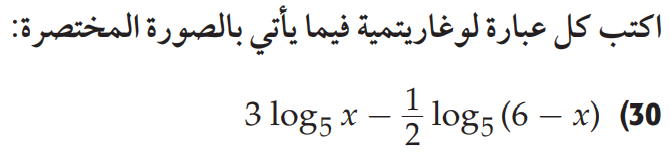 اكتب كل عبارة لوغاريتمية فيما يأتي بالصورة المختصرة:
(30 3 log₅ x − 1/2 log₅ (6 − x)